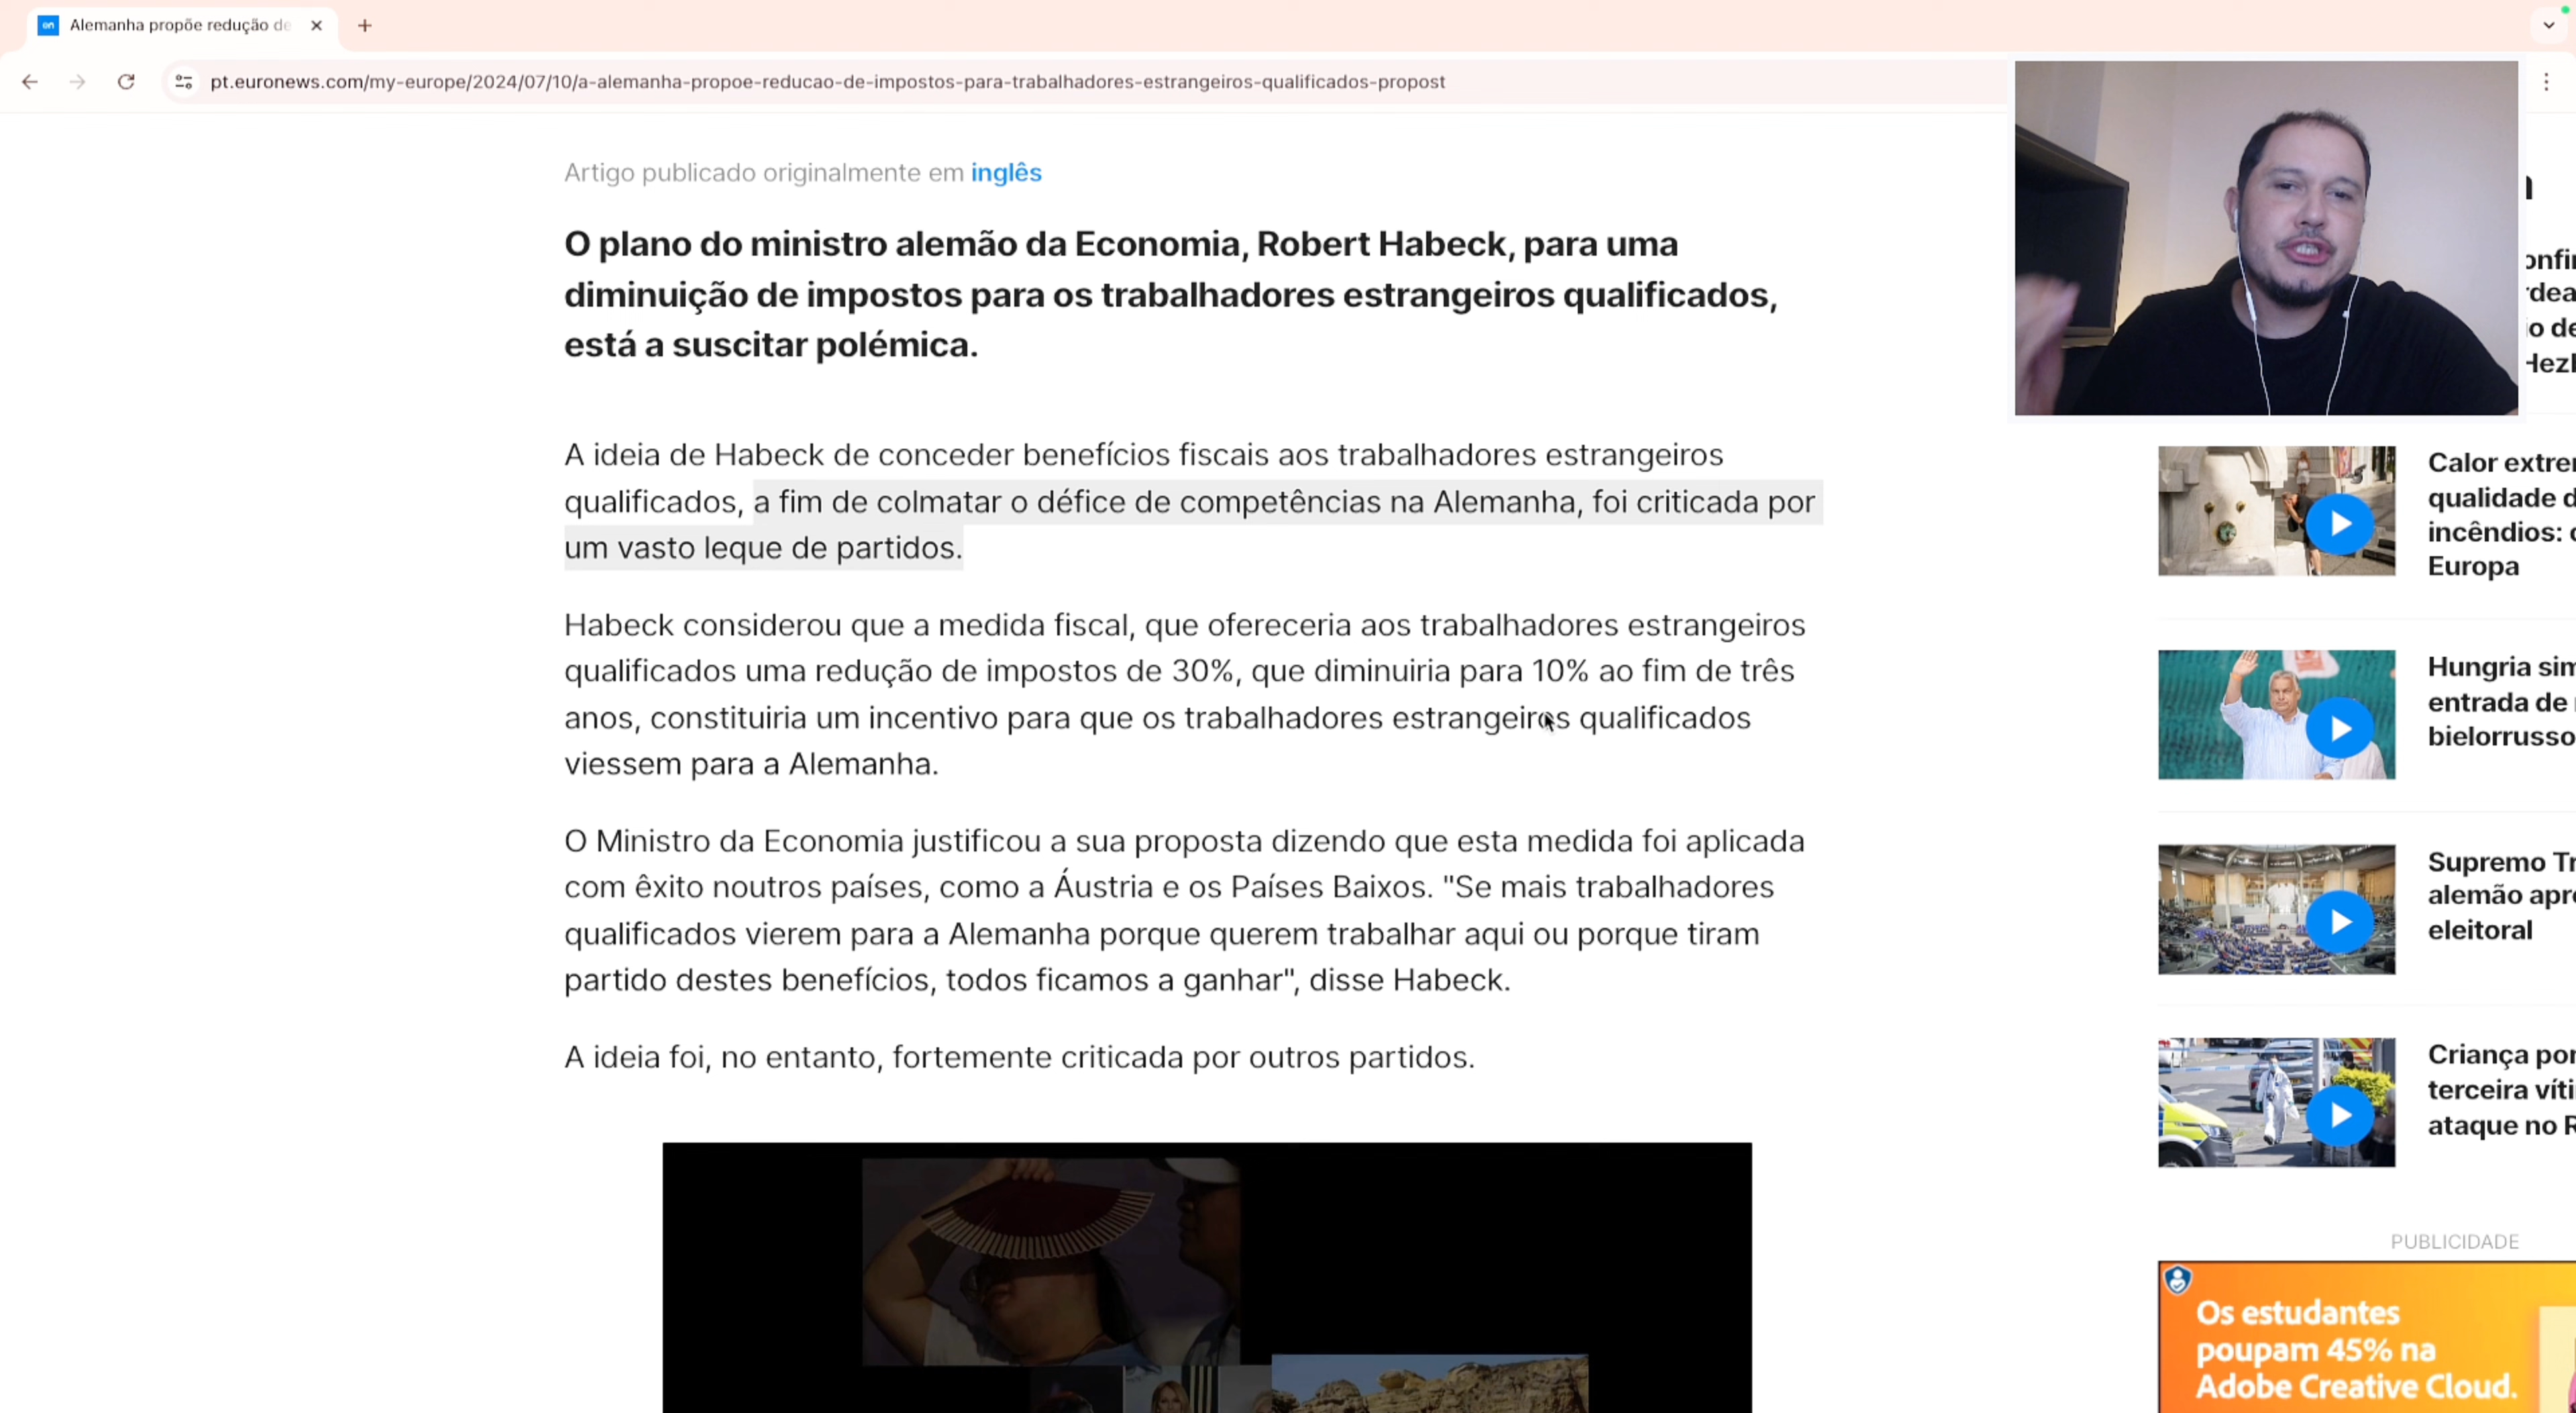 Alemanha propõe redução de
pt.euronews.com/my-europe/2024/07/10/a-alemanha-propoe-reducao-de-impostos-para-trabalhadores-estrangeiros-qualificados-propost
Artigo publicado originalmente em inglês
O plano do ministro alemão da Economia, Robert Habeck, para uma
diminuição de impostos para os trabalhadores estrangeiros qualificados,
está a suscitar polémica.
A ideia de Habeck de conceder benefícios fiscais aos trabalhadores estrangeiros
qualificados, a fim de colmatar o défice de competências na Alemanha, foi criticada por
um vasto leque de partidos.
Habeck considerou que a medida fiscal, que ofereceria aos trabalhadores estrangeiros
qualificados uma redução de impostos de 30%, que diminuiria para 10% ao fim de três
anos, constituiria um incentivo para que os trabalhadores estrangeiros qualificados
viessem para a Alemanha.
O Ministro da Economia justificou a sua proposta dizendo que esta medida foi aplicada
com êxito noutros países, como a Áustria e os Países Baixos. "Se mais trabalhadores
qualificados vierem para a Alemanha porque querem trabalhar aqui ou porque tiram
partido destes benefícios, todos ficamos a ganhar", disse Habeck.
A ideia foi, no entanto, fortemente criticada por outros partidos.
Calor extre
qualidade d
incêndios:
Europa
Hungria sim
entrada de
bielorrusso
Supremo Tr
alemão apr
eleitoral
Criança por
terceira víti
ataque no R
PUBLICIDADE
Os estudantes
poupam 45% na
Adobe Creative Cloud.